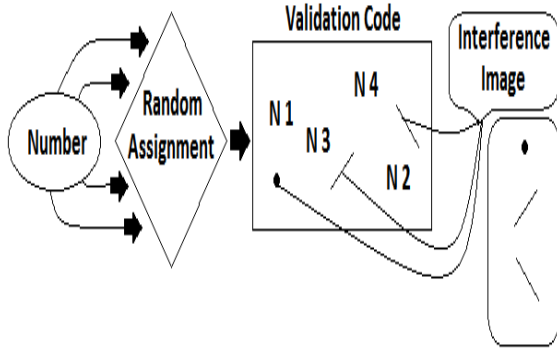 Validation Code
Interference
Image
Number
Random
Assignment
N 1
N 4
N 3
N 2